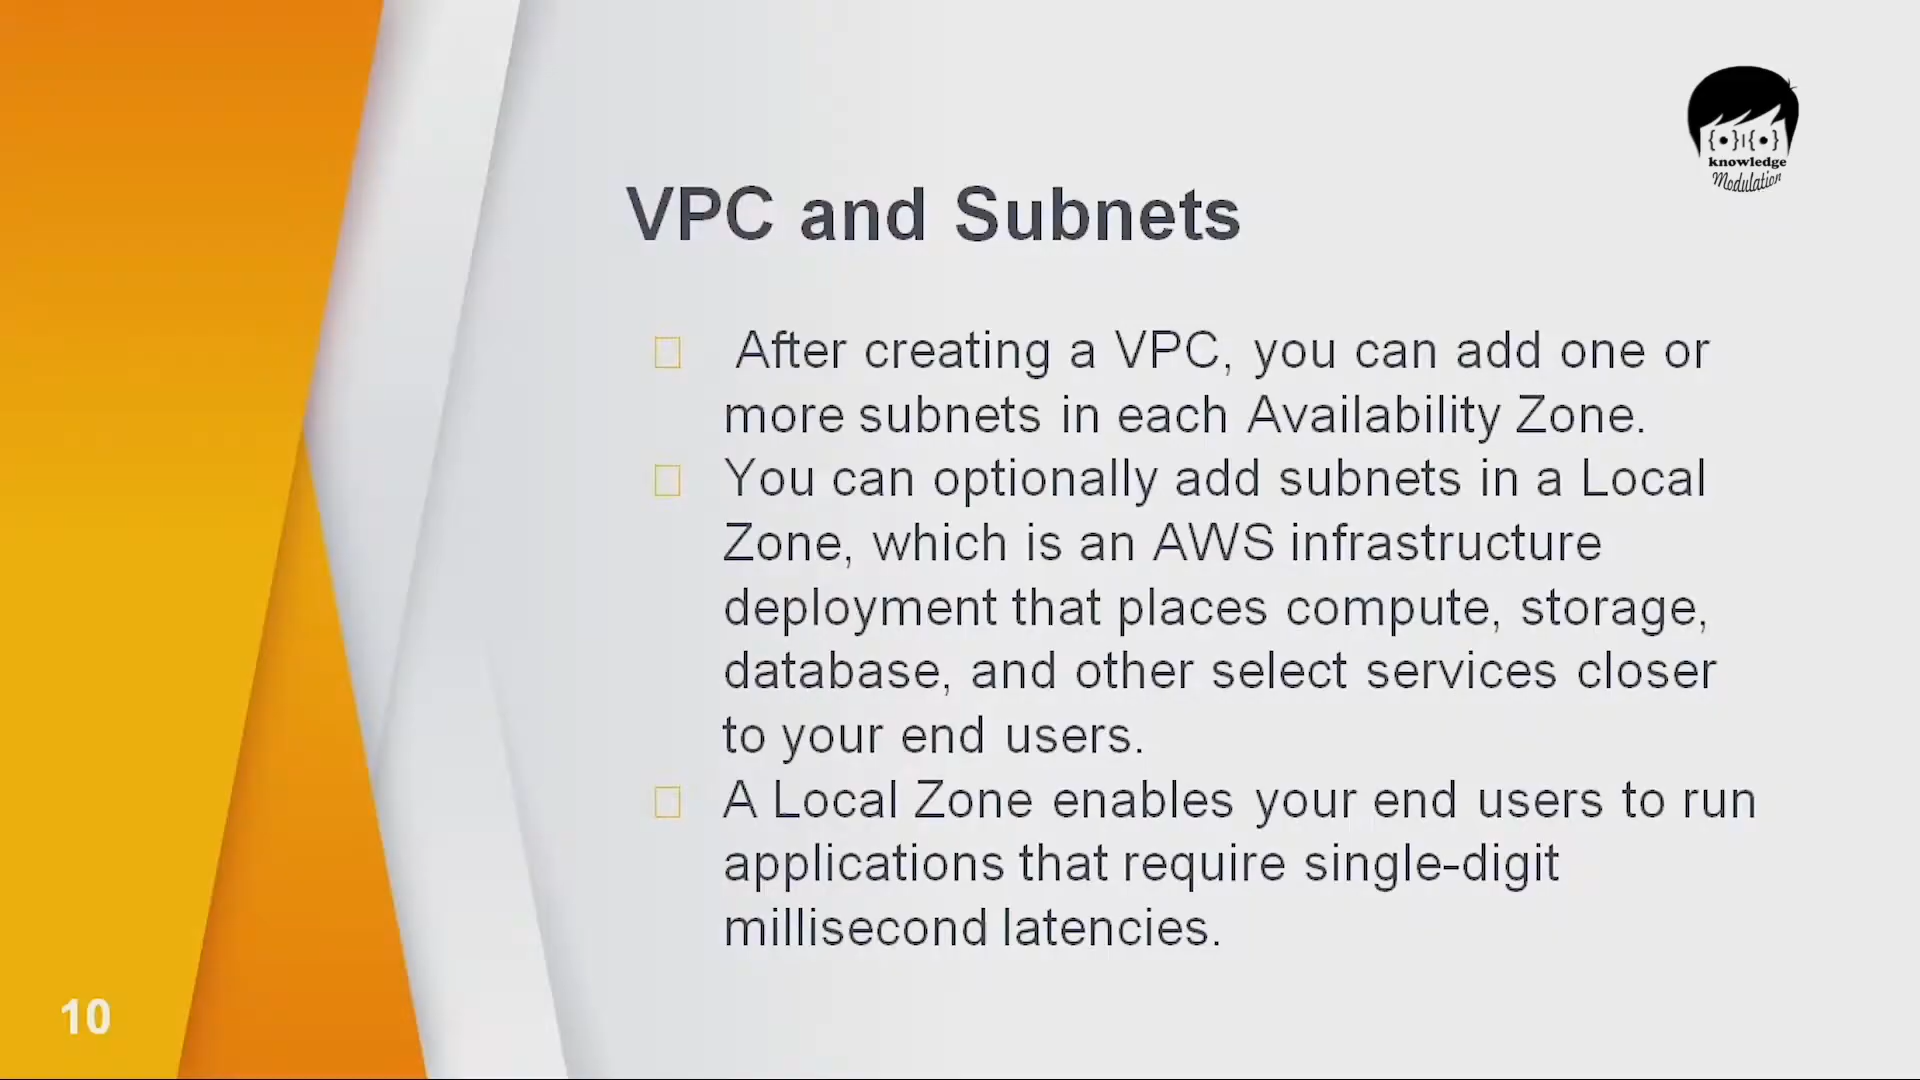 knowledge
Modulation
VPC and Subnets
After creating a VPC, you can add one or
more subnets in each Availability Zone.
You can optionally add subnets in a Local
Zone, which is an AWS infrastructure
deployment that places compute, storage,
database, and other select services closer
to your end users.
A Local Zone enables your end users to run
applications that require single-digit
millisecond latencies.
10